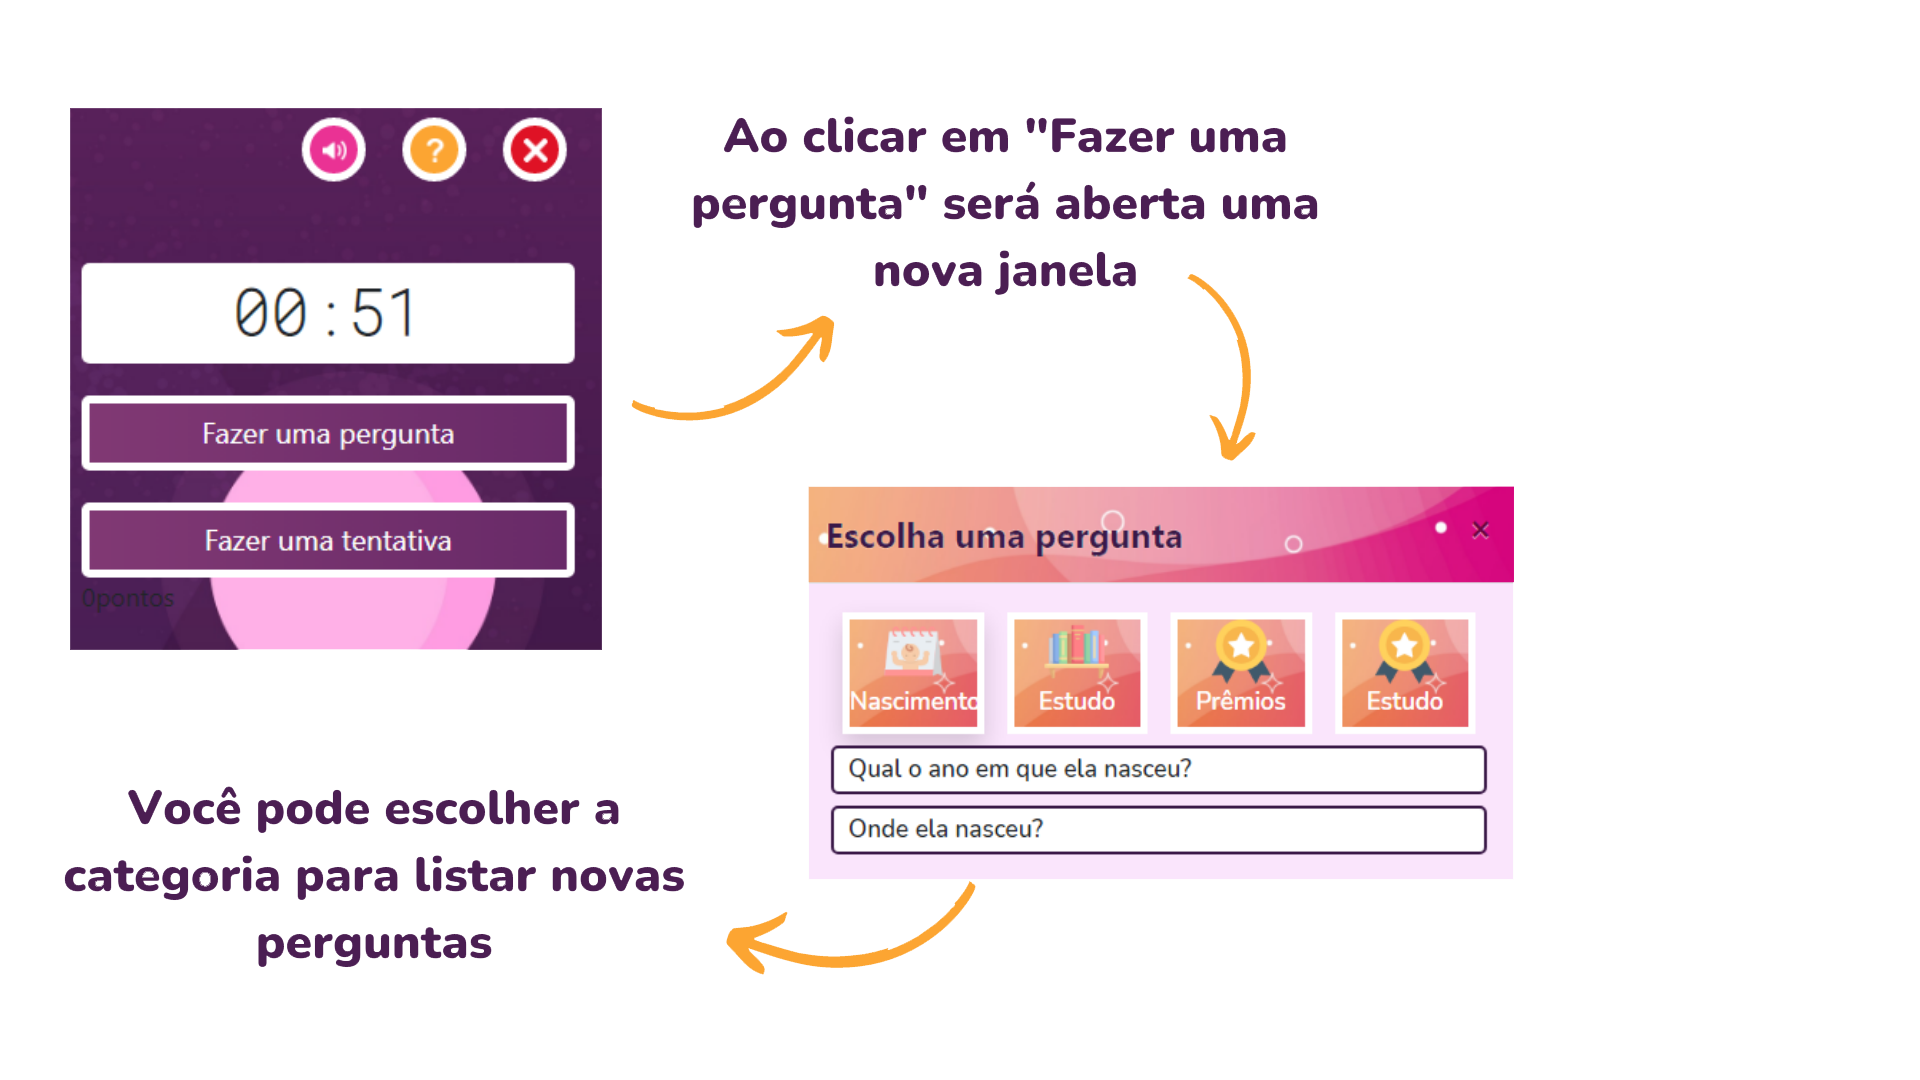 00:51
Fazer uma pergunta
Fazer uma tentativa
0pontos
Ao clicar em "Fazer uma
pergunta" será aberta uma
nova janela
Escolha uma pergunta
Nascimento
Estudo
Prêmios
Estudo
Qual o ano em que ela nasceu?
Onde ela nasceu?
Você pode escolher a
categoria para listar novas
perguntas